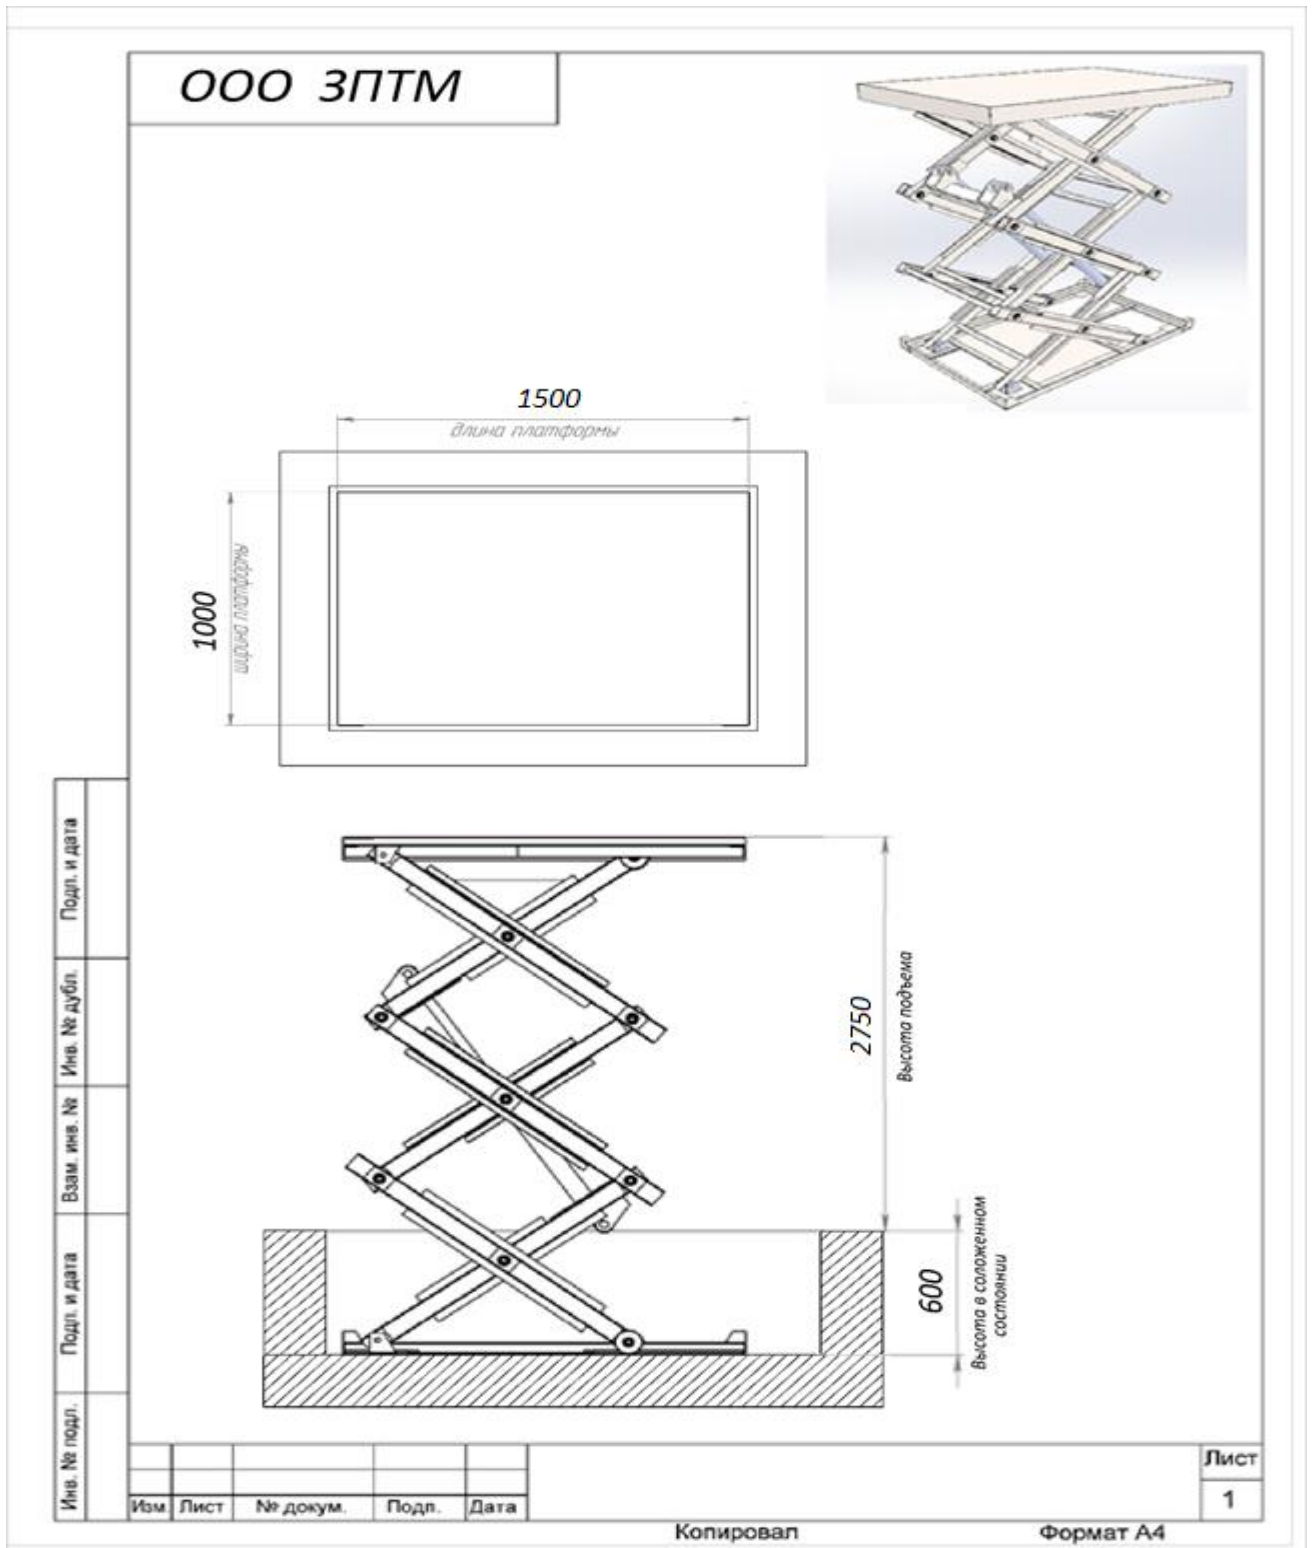 ООО ЗПТМ
1500
длина платформы
1000
ширина платформы
2750
Высота подъема
600
Высота в соложенном
состоянии
Подп. и дата
Инв. № дубл.
Взам. инв. №
Подп. и дата
Инв. № подл.
Изм. Лист № докум. Подп. Дата
Лист
1
Копировал Формат А4